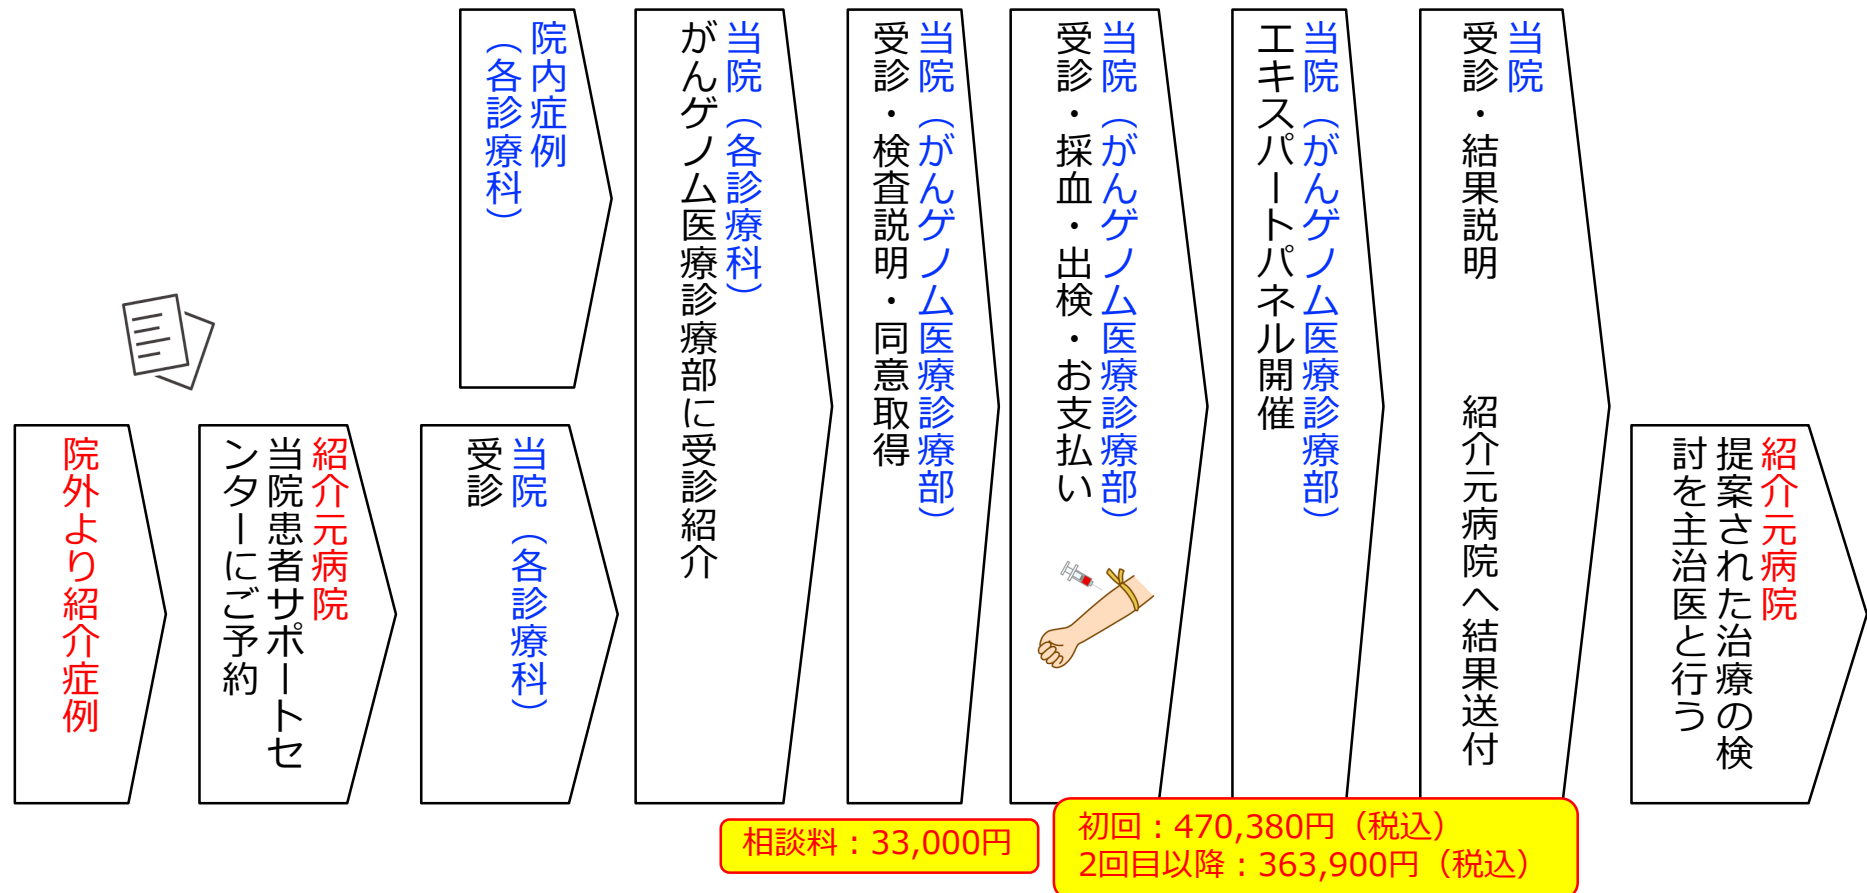 院外より紹介症例
紹介元病院
当院患者サポートセ
ンターにご予約
院内症例
（各診療科）
当院（各診療科）
受診
当院（各診療科）
がんゲノム医療診療部に受診紹介
当院（がんゲノム医療診療部）
受診・検査説明・同意取得
当院（がんゲノム医療診療部）
受診・採血・出検・お支払い
当院（がんゲノム医療診療部）
エキスパートパネル開催
当院
受診・結果説明　　紹介元病院へ結果送付
紹介元病院
提案された治療の検
討を主治医と行う
相談料：33,000円
初回：470,380円（税込）
2回目以降：363,900円（税込）